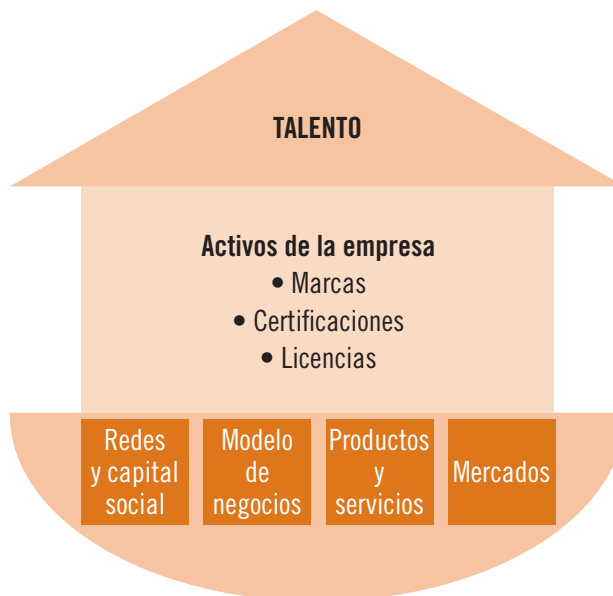 TALENTO
Activos de la empresa
• Marcas
• Certificaciones
• Licencias
Redes
y capital
social
Modelo
de
negocios
Productos
y
servicios
Mercados